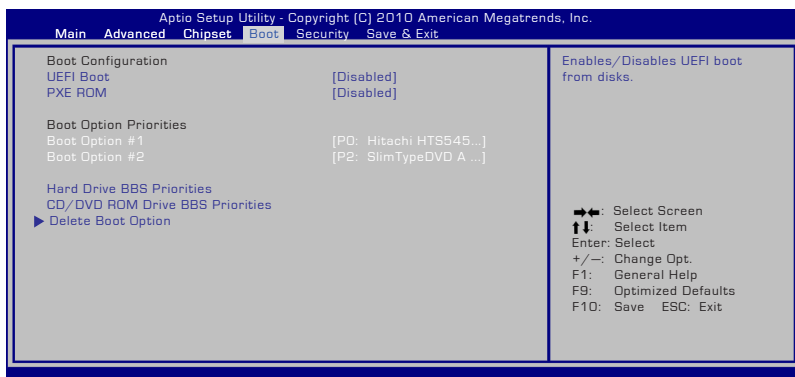 Aptio Setup Utility - Copyright (C) 2010 American Megatrends, Inc.
Main Advanced Chipset Boot Security Save & Exit
Boot Configuration
UEFI Boot [Disabled]
PXE ROM [Disabled]
Boot Option Priorities
Boot Option #1 [P0: Hitachi HTS545...]
Boot Option #2 [P2: SlimTypeDVD A ...]
Hard Drive BBS Priorities
CD/DVD ROM Drive BBS Priorities
Delete Boot Option
Enables/Disables UEFI boot
from disks.
→←: Select Screen
↑↓: Select Item
Enter: Select
+/—: Change Opt.
F1: General Help
F9: Optimized Defaults
F10: Save ESC: Exit